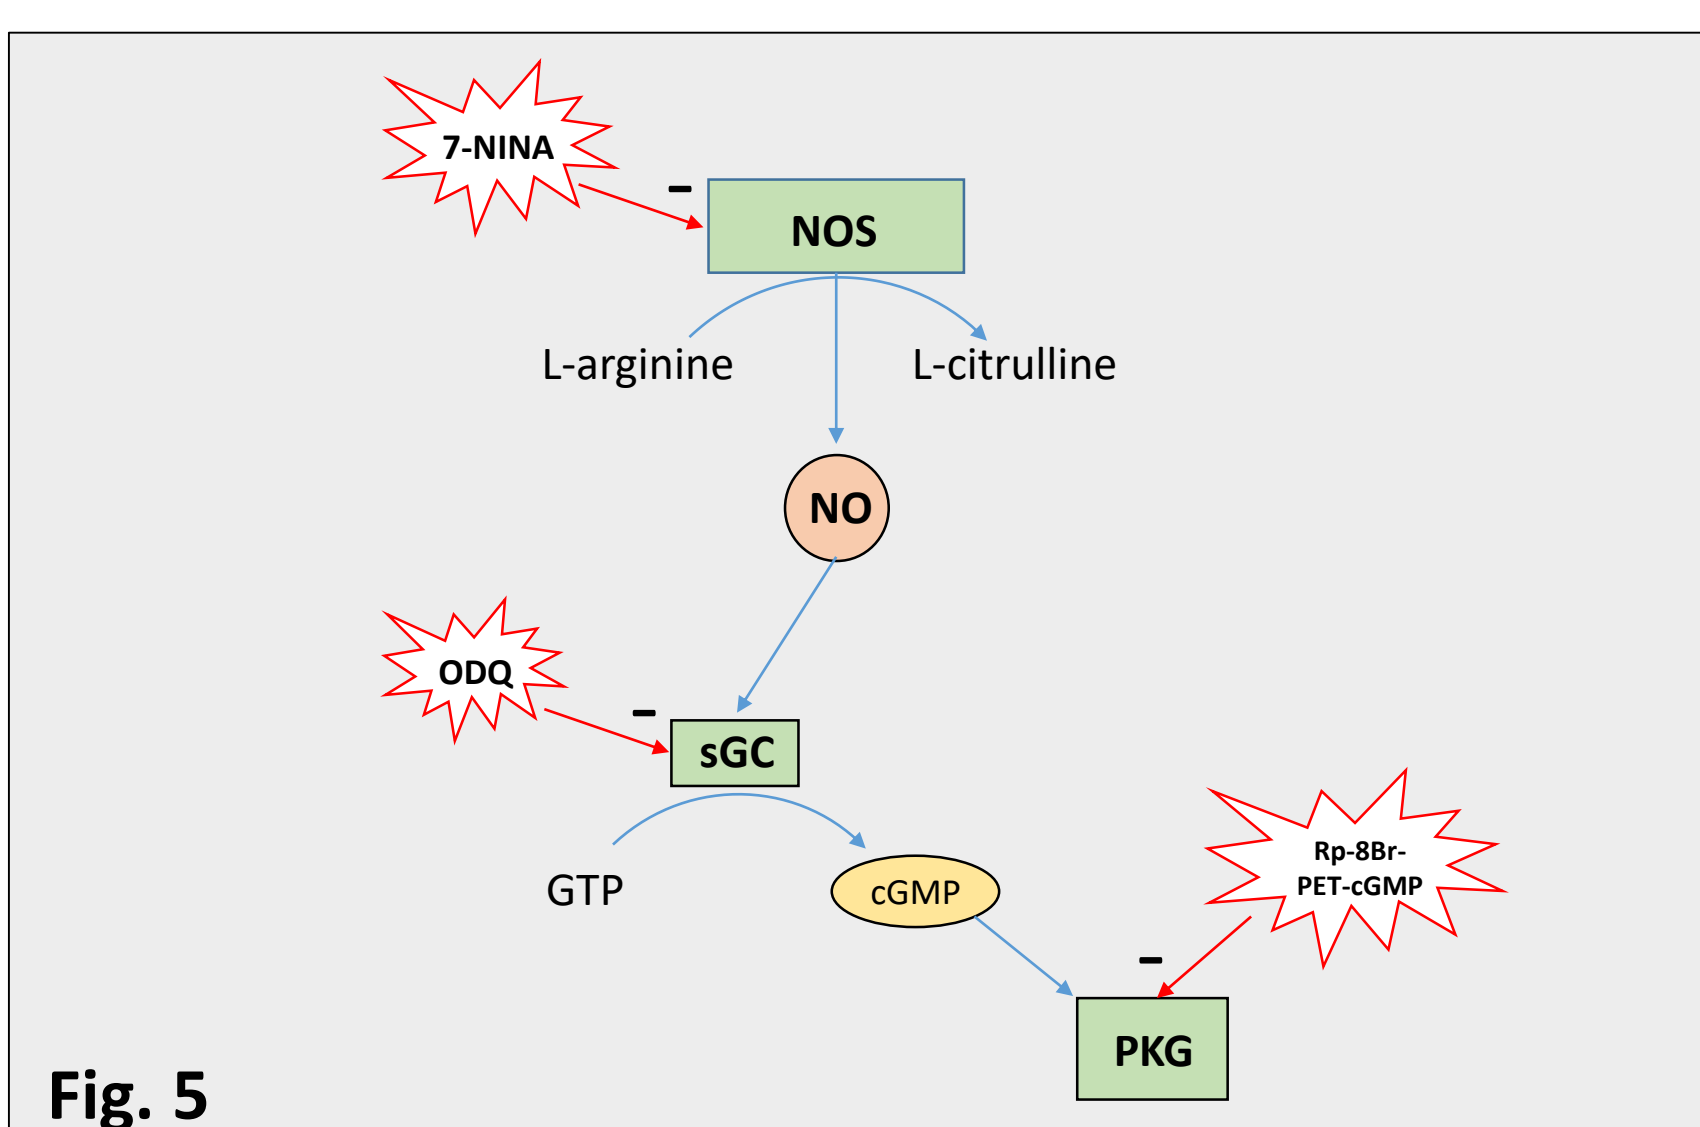 7-NINA
–
NOS
L-arginine
L-citrulline
NO
ODQ
–
sGC
GTP
cGMP
Rp-8Br-
PET-cGMP
–
PKG
Fig. 5